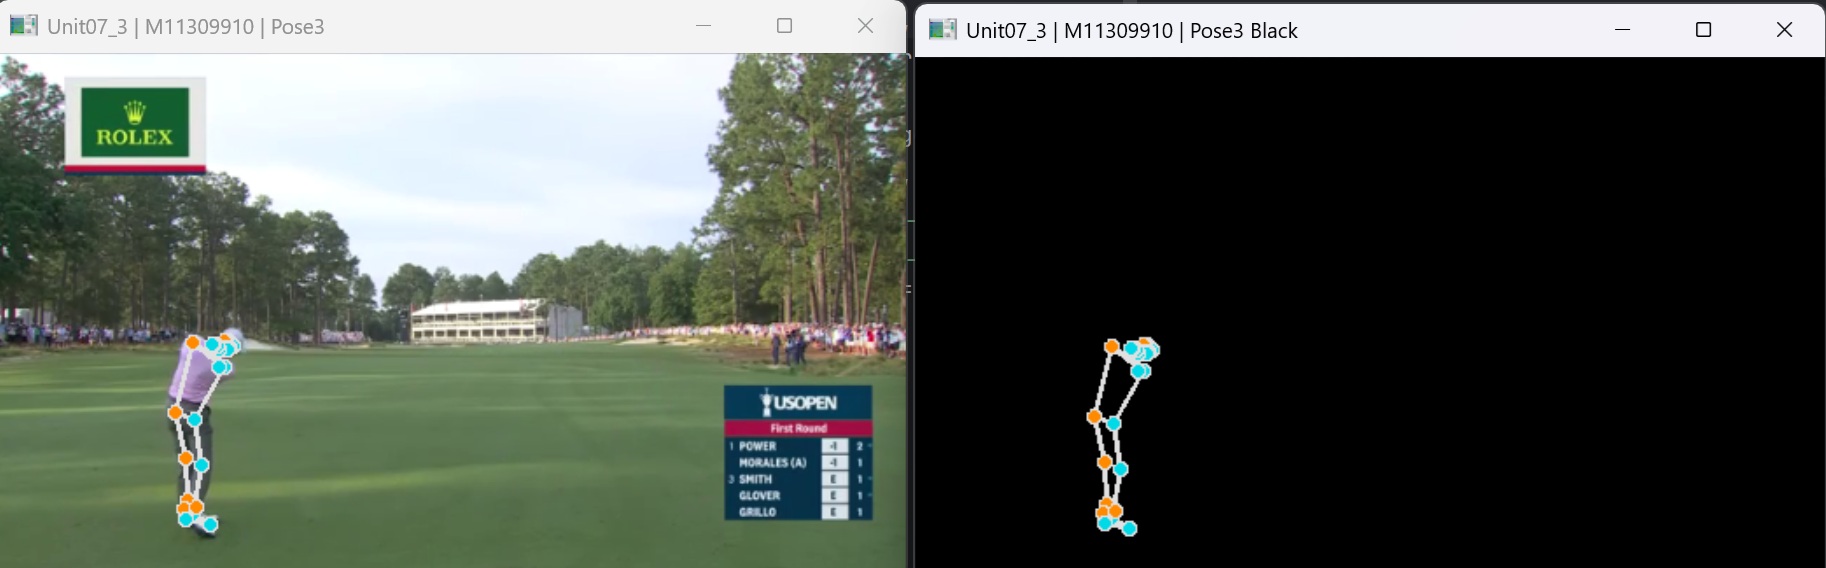 Unit07_3 | M11309910 | Pose3
Unit07_3 | M11309910 | Pose3 Black
ROLEX
USOPEN
First Round
1 POWER -1 2
MORALES (A) -1 1
3 SMITH E 1
GLOVER E 1
GRILLO E 1